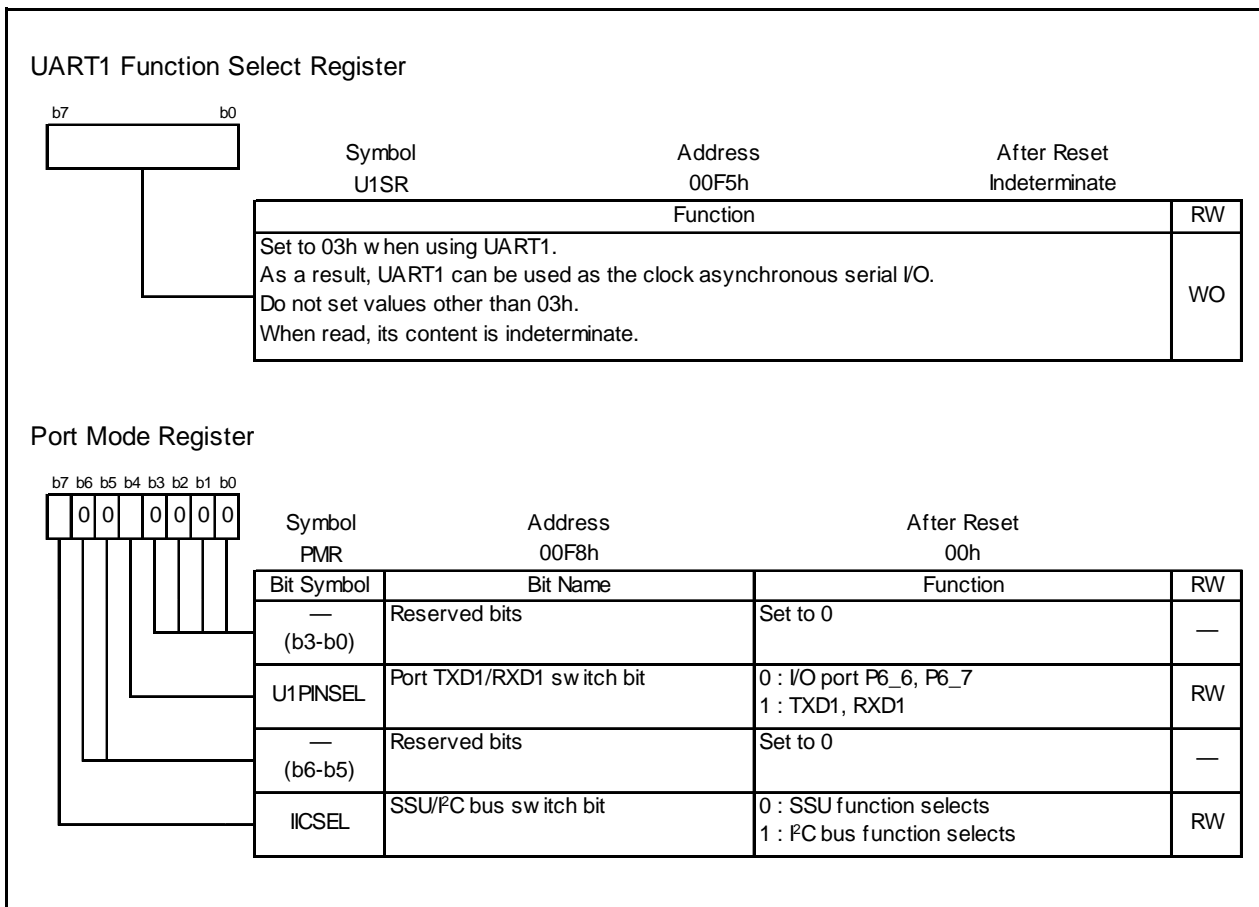 UART1 Function Select Register
b7 b0
Symbol Address After Reset
U1SR 00F5h Indeterminate
Function RW
Set to 03h when using UART1.
As a result, UART1 can be used as the clock asynchronous serial I/O.
Do not set values other than 03h.
When read, its content is indeterminate.
WO
Port Mode Register
b7 b6 b5 b4 b3 b2 b1 b0
0 0 0 0 0 0
Symbol Address After Reset
PMR 00F8h 00h
Bit Symbol Bit Name Function RW
—
(b3-b0)
Reserved bits
Set to 0
—
U1PINSEL
Port TXD1/RXD1 switch bit
0 : I/O port P6_6, P6_7
1 : TXD1, RXD1
RW
—
(b6-b5)
Reserved bits
Set to 0
—
IICSEL
SSU/I²C bus switch bit
0 : SSU function selects
1 : I²C bus function selects
RW